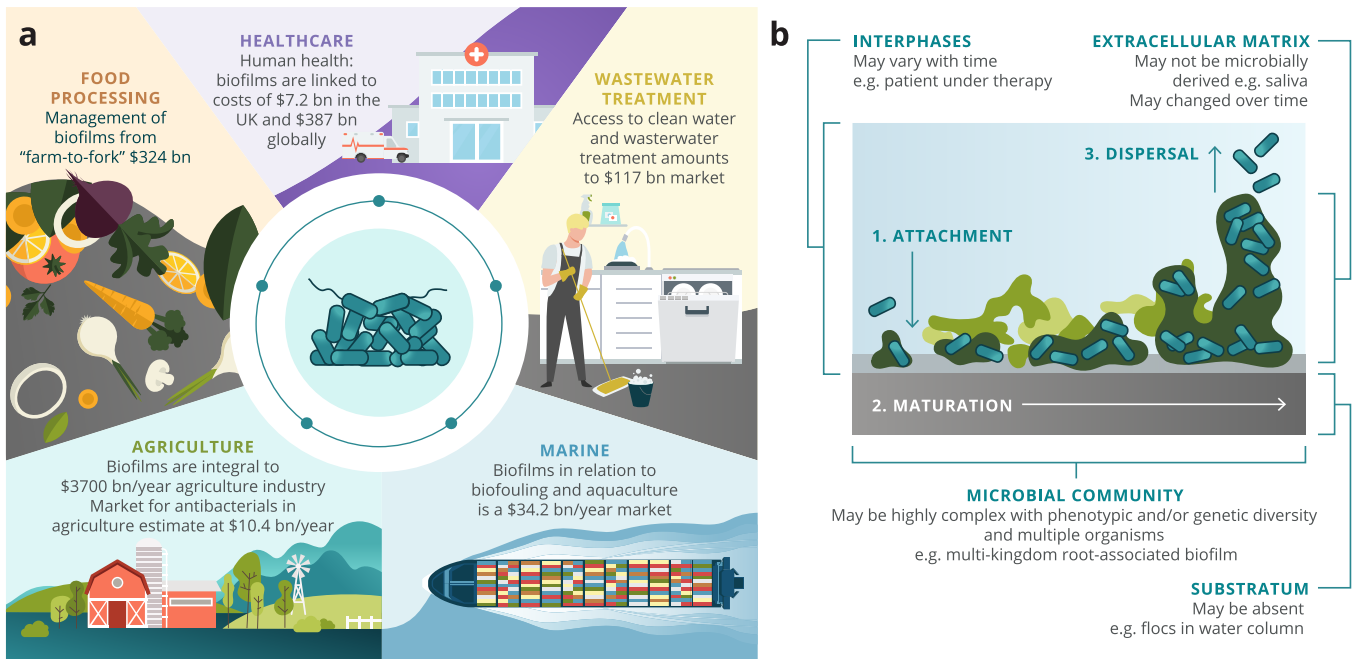 a
FOOD
PROCESSING
Management of
biofilms from
“farm-to-fork” $324 bn
HEALTHCARE
Human health:
biofilms are linked to
costs of $7.2 bn in the
UK and $387 bn
globally
WASTEWATER
TREATMENT
Access to clean water
and wasterwater
treatment amounts
to $117 bn market
AGRICULTURE
Biofilms are integral to
$3700 bn/year agriculture industry
Market for antibacterials in
agriculture estimate at $10.4 bn/year
MARINE
Biofilms in relation to
biofouling and aquaculture
is a $34.2 bn/year market
b
INTERPHASES
May vary with time
e.g. patient under therapy
EXTRACELLULAR MATRIX
May not be microbially
derived e.g. saliva
May changed over time
3. DISPERSAL
1. ATTACHMENT
2. MATURATION
MICROBIAL COMMUNITY
May be highly complex with phenotypic and/or genetic diversity
and multiple organisms
e.g. multi-kingdom root-associated biofilm
SUBSTRATUM
May be absent
e.g. flocs in water column